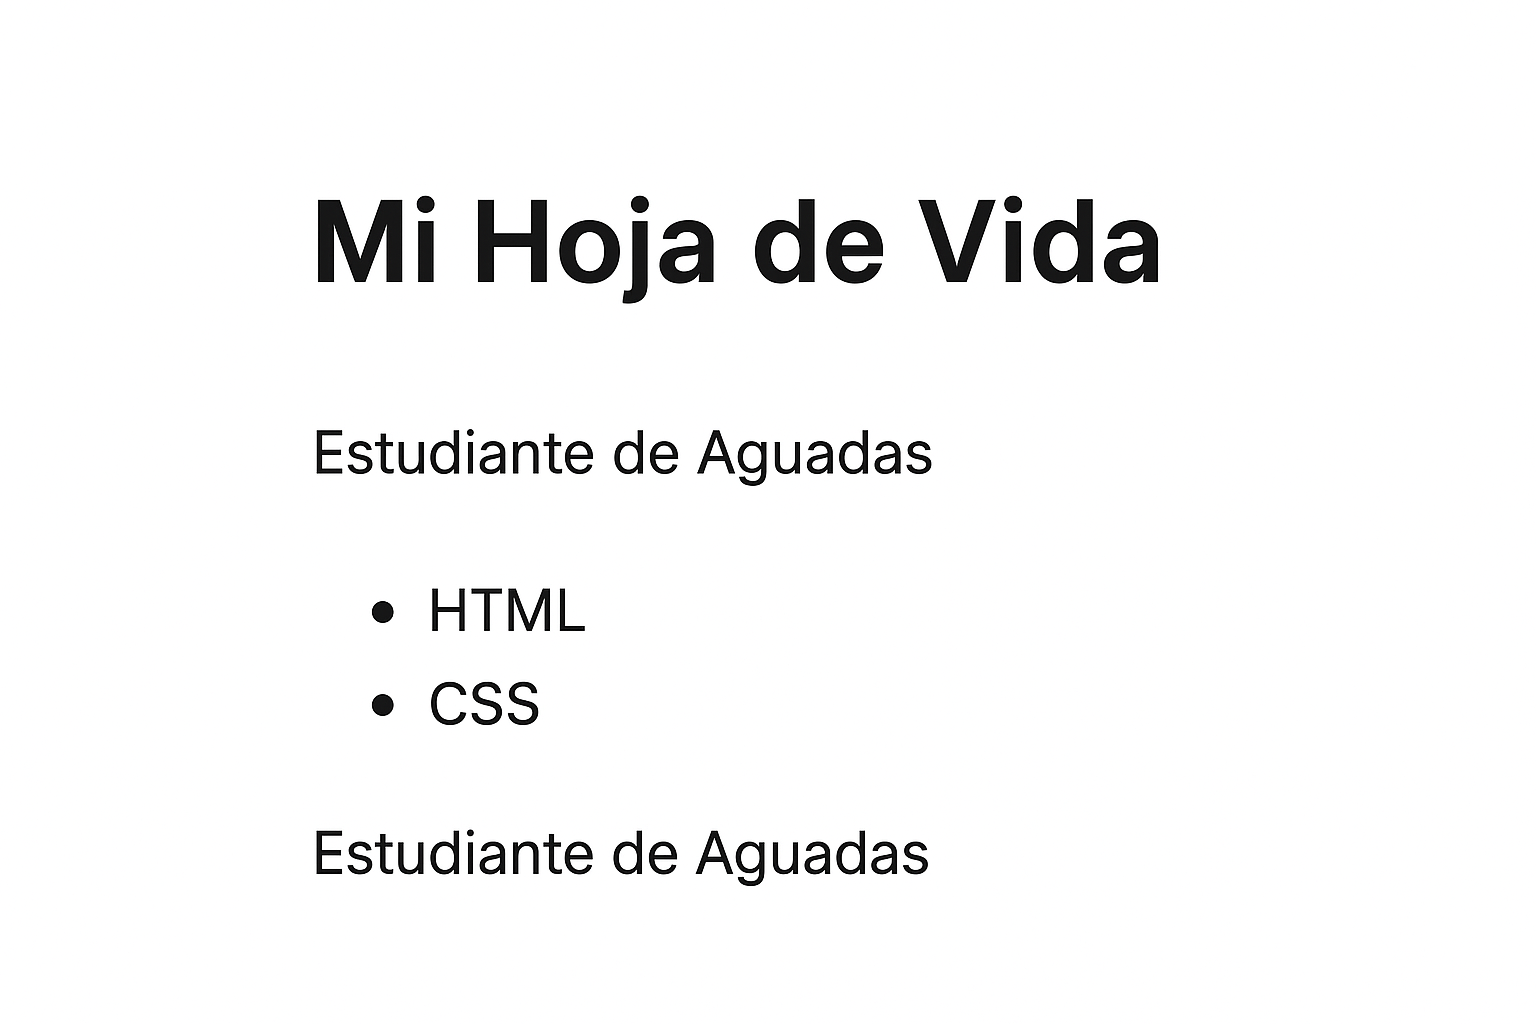 Mi Hoja de Vida
Estudiante de Aguadas
• HTML
• CSS
Estudiante de Aguadas